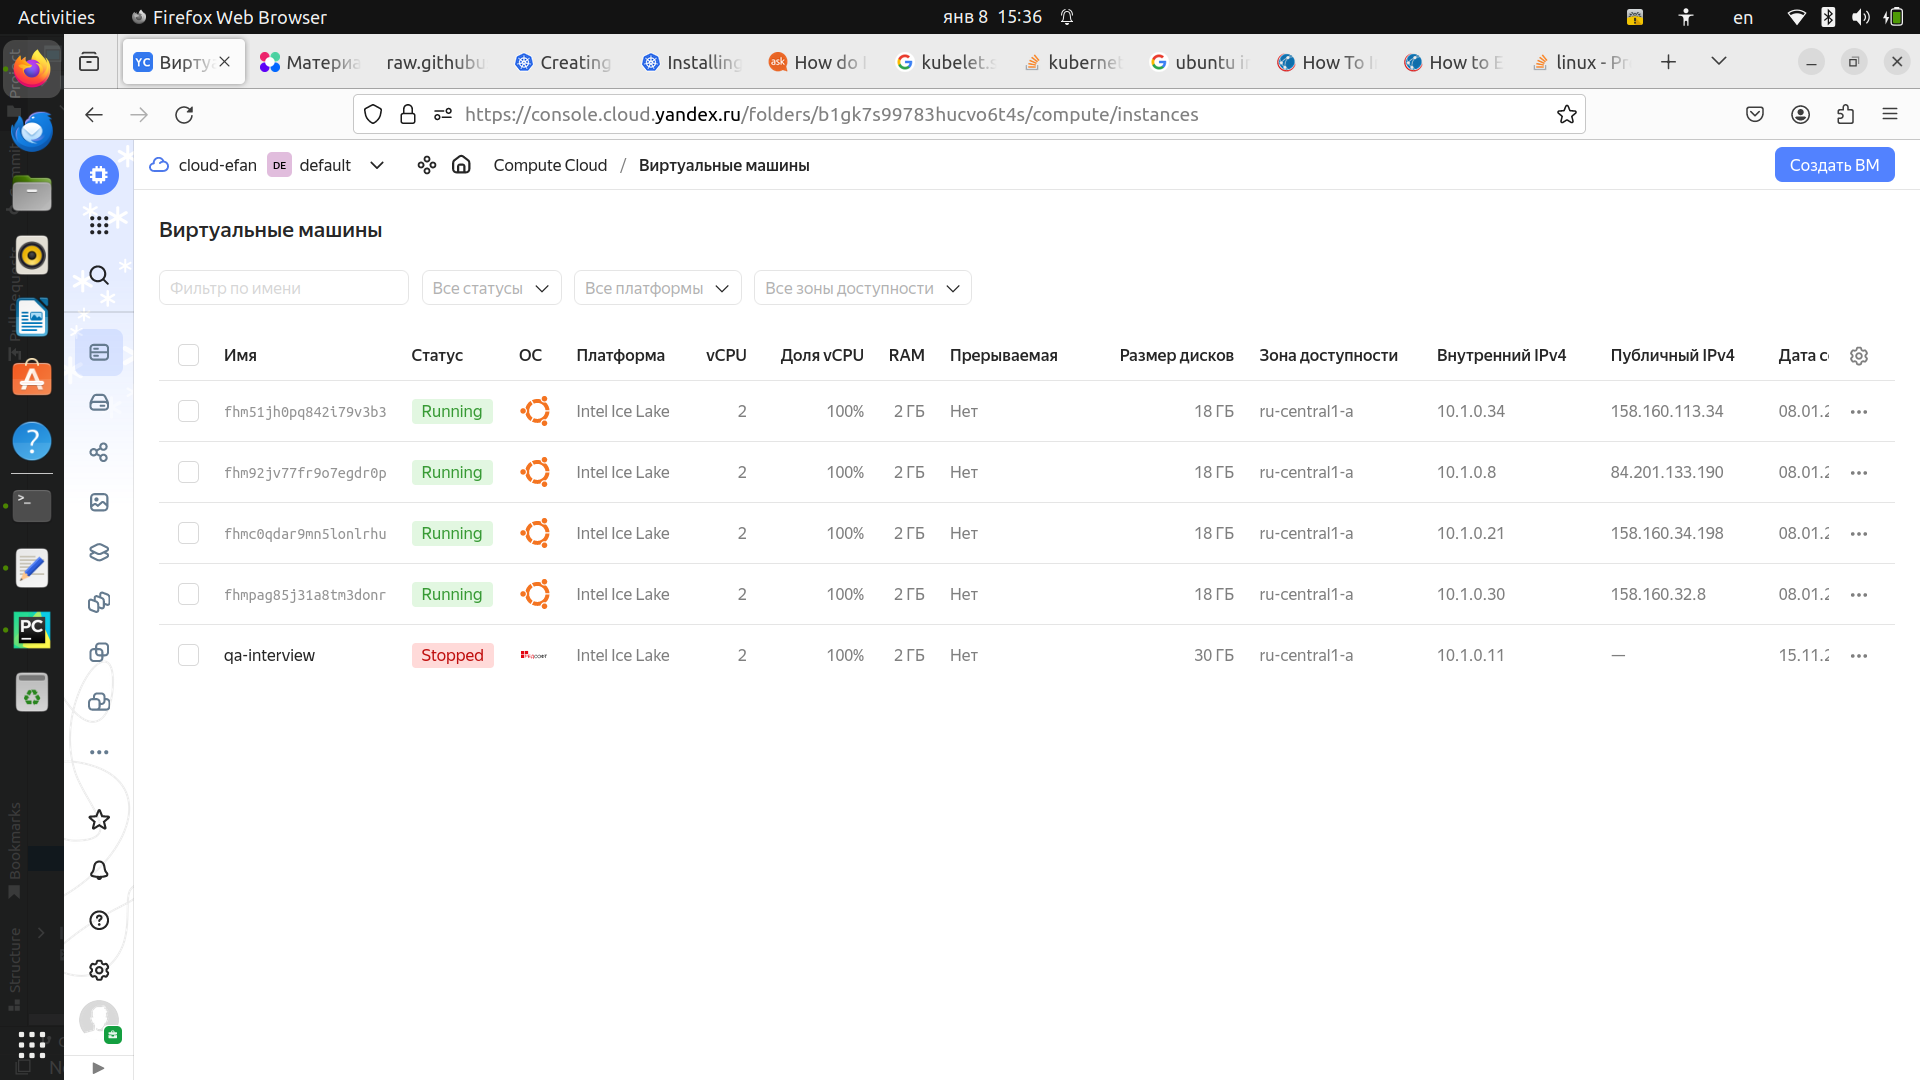 Activities
Firefox Web Browser
янв 8 15:36
en
YC Вирту
Материа
raw.githubu
Creating
Installing
How do I
kubelet.s
kubernet
ubuntu in
How To I
How to E
linux - Pr
https://console.cloud.yandex.ru/folders/b1gk7s99783hucvo6t4s/compute/instances
cloud-efan DE default
Compute Cloud / Виртуальные машины
Создать ВМ
Виртуальные машины
Фильтр по имени
Все статусы
Все платформы
Все зоны доступности
Имя Статус ОС Платформа vCPU Доля vCPU RAM Прерываемая Размер дисков Зона доступности Внутренний IPv4 Публичный IPv4 Дата со
fhm51jh0pq842i79v3b3 Running Intel Ice Lake 2 100% 2 ГБ Нет 18 ГБ ru-central1-a 10.1.0.34 158.160.113.34 08.01.2
fhm92jv77fr9o7egdr0p Running Intel Ice Lake 2 100% 2 ГБ Нет 18 ГБ ru-central1-a 10.1.0.8 84.201.133.190 08.01.2
fhmc0qdar9mn5lonlrhu Running Intel Ice Lake 2 100% 2 ГБ Нет 18 ГБ ru-central1-a 10.1.0.21 158.160.34.198 08.01.2
fhmpag85j31a8tm3donr Running Intel Ice Lake 2 100% 2 ГБ Нет 18 ГБ ru-central1-a 10.1.0.30 158.160.32.8 08.01.2
qa-interview Stopped Intel Ice Lake 2 100% 2 ГБ Нет 30 ГБ ru-central1-a 10.1.0.11 — 15.11.2
PC
Project
Commit
Pull Requests
Bookmarks
Structure